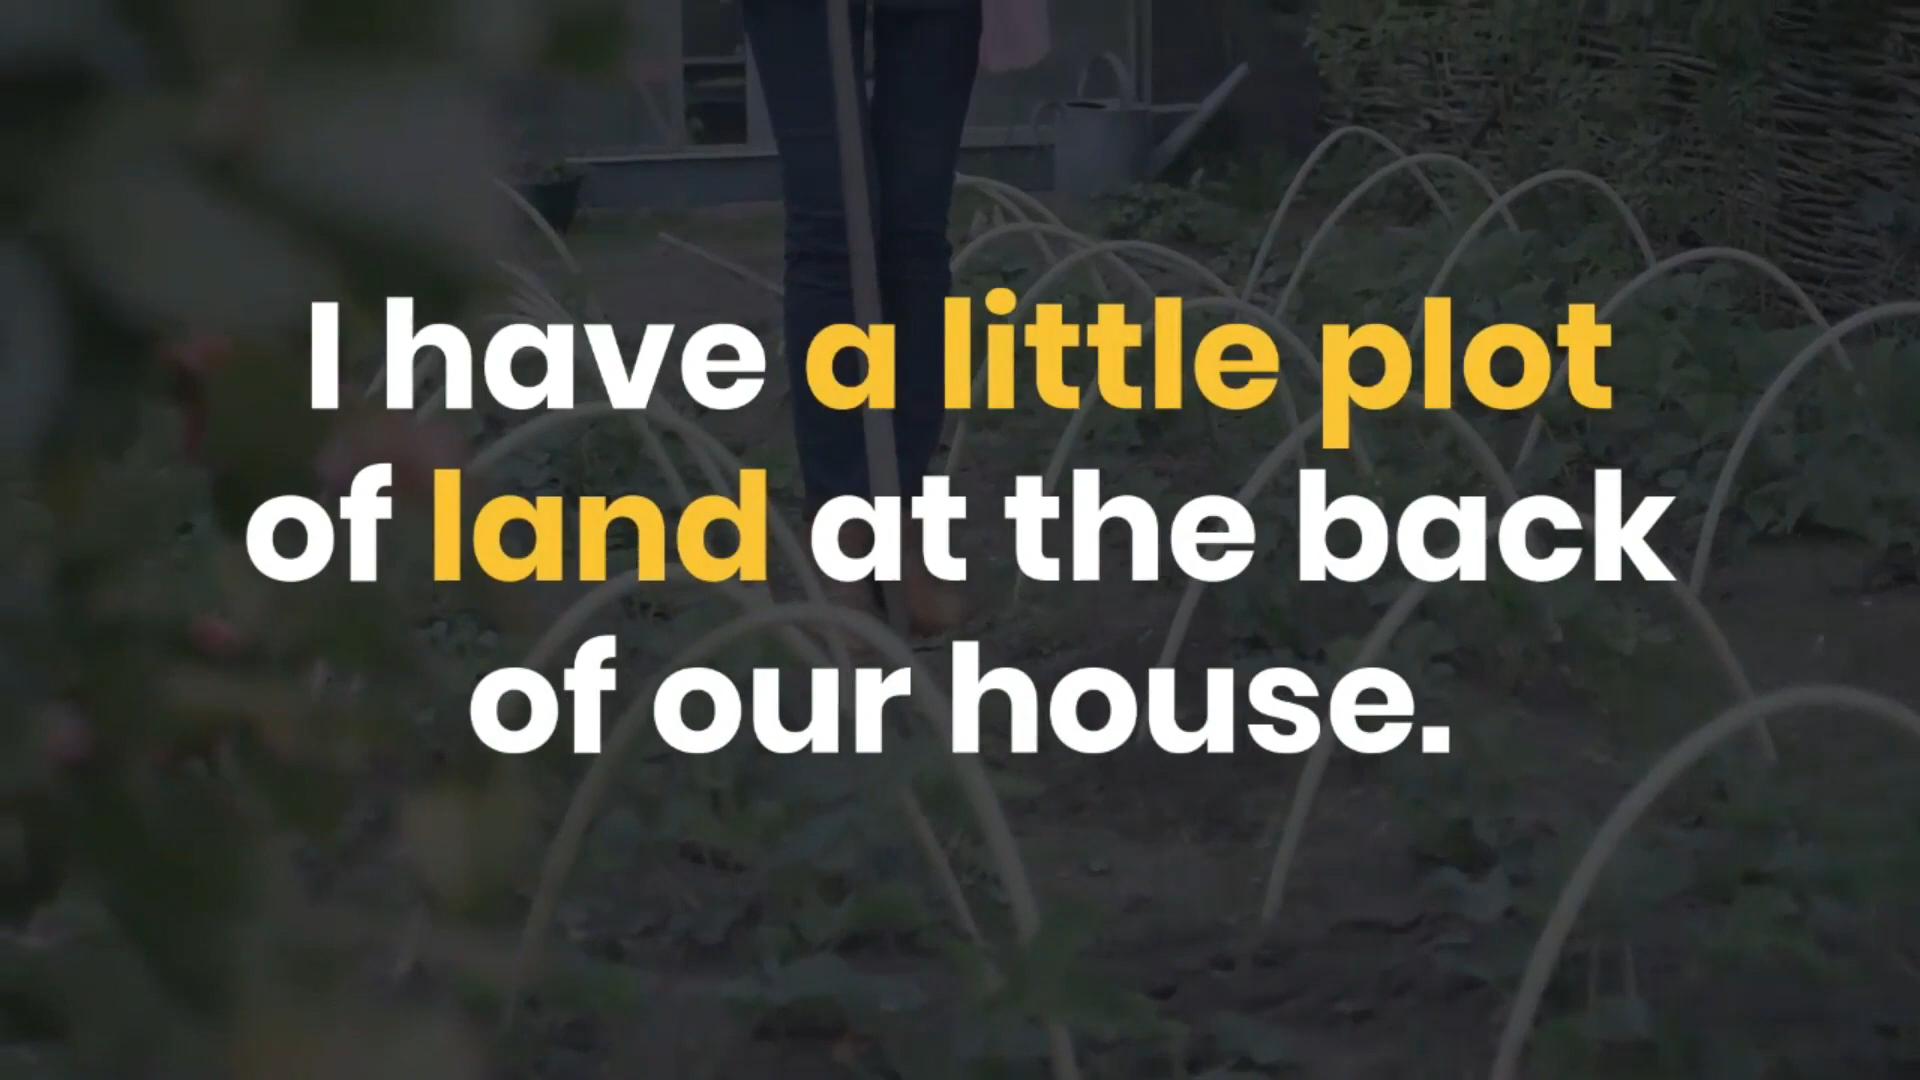 I have a little plot
of land at the back
of our house.